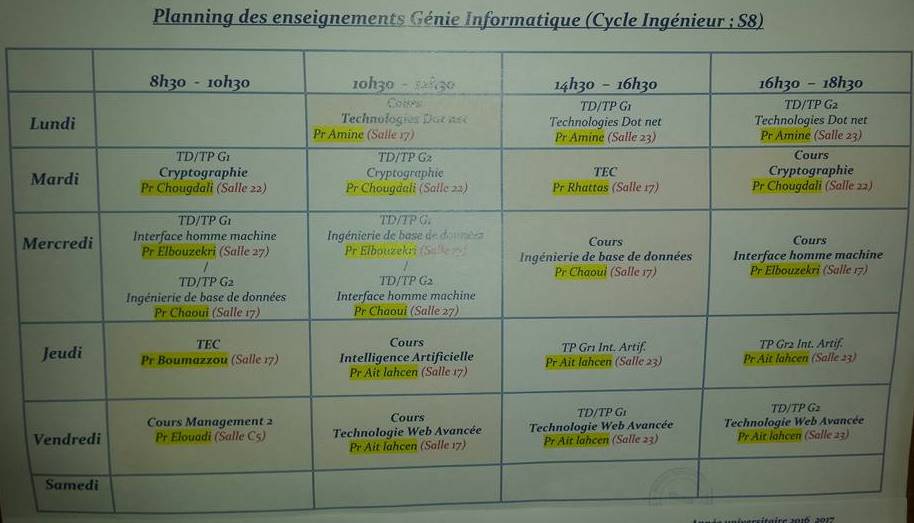 Planning des enseignements Génie Informatique (Cycle Ingénieur ; S8)
8h30 - 10h30
10h30 -
14h30 - 16h30
16h30 - 18h30
Lundi
Cours
Technologies Dot net
Pr Amine (Salle 17)
TD/TP G1
Technologies Dot net
Pr Amine (Salle 23)
TD/TP G2
Technologies Dot net
Pr Amine (Salle 23)
Mardi
TD/TP G1
Cryptographie
Pr Chougdali (Salle 22)
TD/TP G2
Cryptographie
Pr Chougdali (Salle 22)
TEC
Pr Rhattas (Salle 17)
Cours
Cryptographie
Pr Chougdali (Salle 22)
Mercredi
TD/TP G1
Interface homme machine
Pr Elbouzekri (Salle 27)
/
TD/TP G2
Ingénierie de base de données
Pr Chaoui (Salle 17)
TD/TP
Ingénierie de base de données
Pr Elbouzekri (Salle
/
TD/TP G2
Interface homme machine
Pr Chaoui (Salle 27)
Cours
Ingénierie de base de données
Pr Chaoui (Salle 17)
Cours
Interface homme machine
Pr Elbouzekri (Salle 17)
Jeudi
TEC
Pr Boumazzou (Salle 17)
Cours
Intelligence Artificielle
Pr Ait lahcen (Salle 17)
TP Gr1 Int. Artif.
Pr Ait lahcen (Salle 23)
TP Gr2 Int. Artif.
Pr Ait lahcen (Salle 23)
Vendredi
Cours Management 2
Pr Elouadi (Salle C5)
Cours
Technologie Web Avancée
Pr Ait lahcen (Salle 17)
TD/TP G1
Technologie Web Avancée
Pr Ait lahcen (Salle 23)
TD/TP G2
Technologie Web Avancée
Pr Ait lahcen (Salle 23)
Samedi
Année universitaire 2016 2017